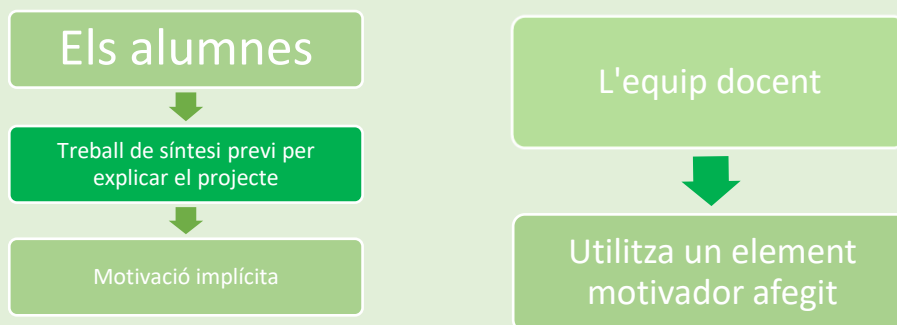 Els alumnes
Treball de síntesi previ per
explicar el projecte
Motivació implícita
L'equip docent
Utilitza un element
motivador afegit